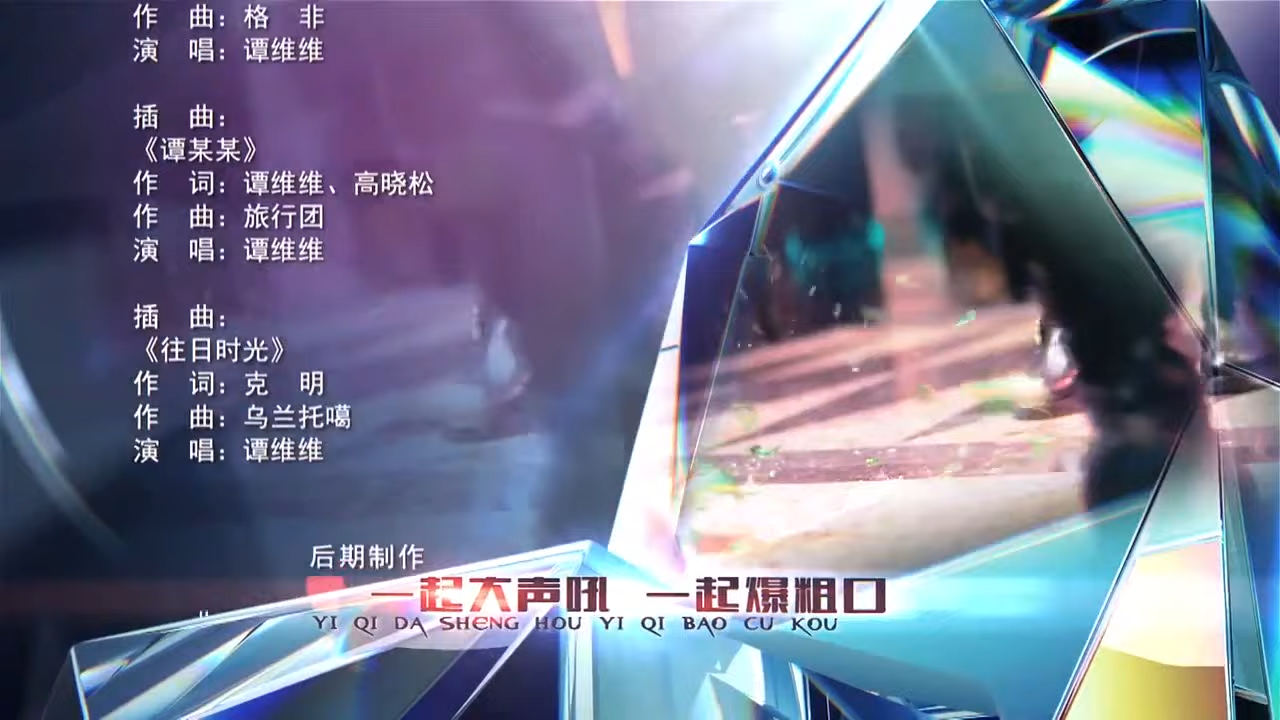 作　曲：格　非
演　唱：谭维维
插　曲：
《谭某某》
作　词：谭维维、高晓松
作　曲：旅行团
演　唱：谭维维
插　曲：
《往日时光》
作　词：克　明
作　曲：乌兰托噶
演　唱：谭维维
后期制作
一起大声吼 一起爆粗口
YI QI DA SHENG HOU YI QI BAO CU KOU